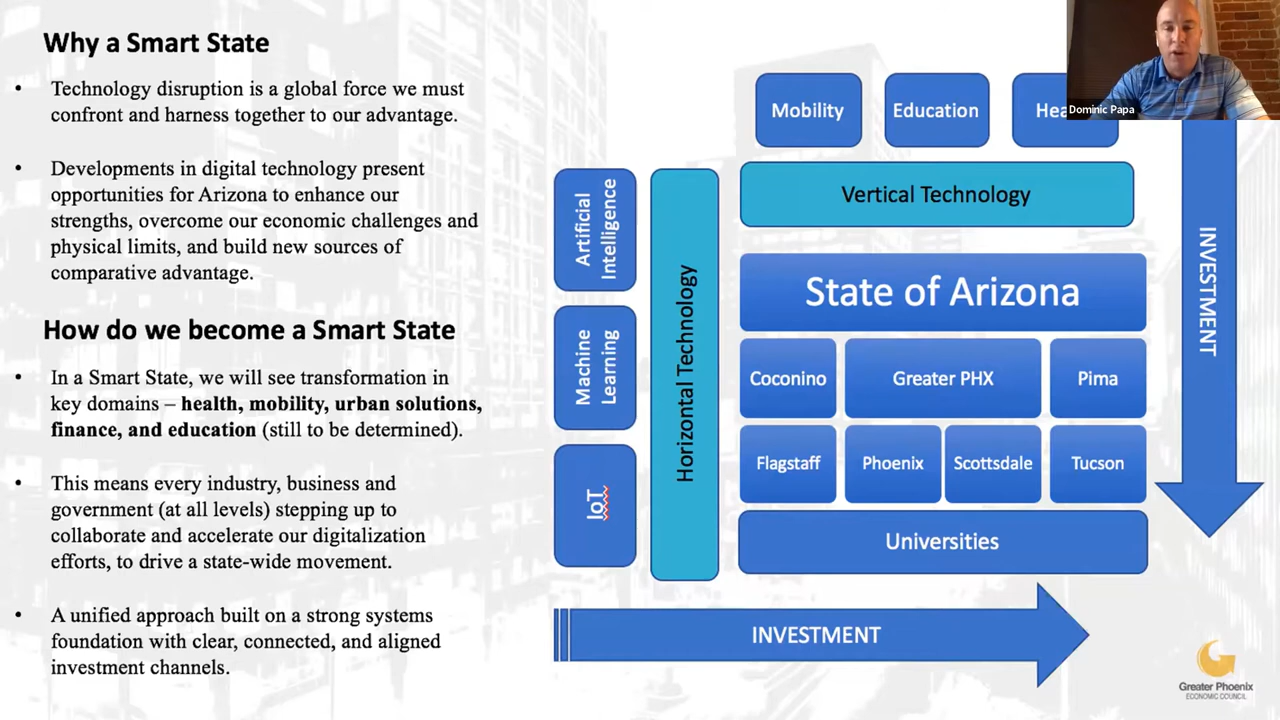 Why a Smart State
• Technology disruption is a global force we must
confront and harness together to our advantage.
• Developments in digital technology present
opportunities for Arizona to enhance our
strengths, overcome our economic challenges and
physical limits, and build new sources of
comparative advantage.
How do we become a Smart State
• In a Smart State, we will see transformation in
key domains – health, mobility, urban solutions,
finance, and education (still to be determined).
• This means every industry, business and
government (at all levels) stepping up to
collaborate and accelerate our digitalization
efforts, to drive a state-wide movement.
• A unified approach built on a strong systems
foundation with clear, connected, and aligned
investment channels.
Artificial
Intelligence
Machine
Learning
IoT
Horizontal Technology
Mobility
Education
Dominic Papa
Vertical Technology
State of Arizona
Coconino
Greater PHX
Pima
Flagstaff
Phoenix
Scottsdale
Tucson
Universities
INVESTMENT
INVESTMENT
Greater Phoenix
ECONOMIC COUNCIL